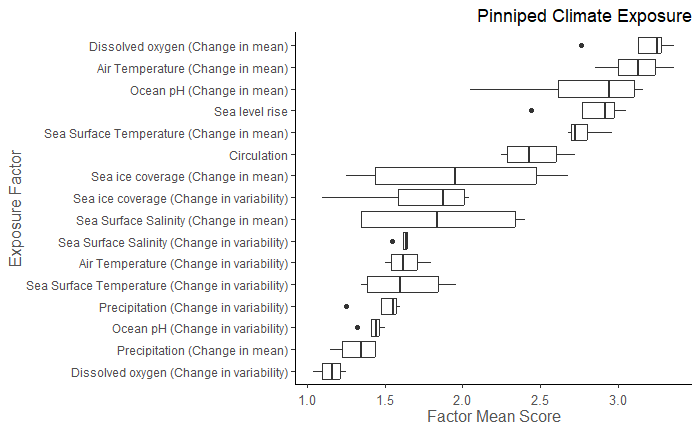 Pinniped Climate Exposure
Exposure Factor
Dissolved oxygen (Change in mean)
Air Temperature (Change in mean)
Ocean pH (Change in mean)
Sea level rise
Sea Surface Temperature (Change in mean)
Circulation
Sea ice coverage (Change in mean)
Sea ice coverage (Change in variability)
Sea Surface Salinity (Change in mean)
Sea Surface Salinity (Change in variability)
Air Temperature (Change in variability)
Sea Surface Temperature (Change in variability)
Precipitation (Change in variability)
Ocean pH (Change in variability)
Precipitation (Change in mean)
Dissolved oxygen (Change in variability)
1.0 1.5 2.0 2.5 3.0
Factor Mean Score